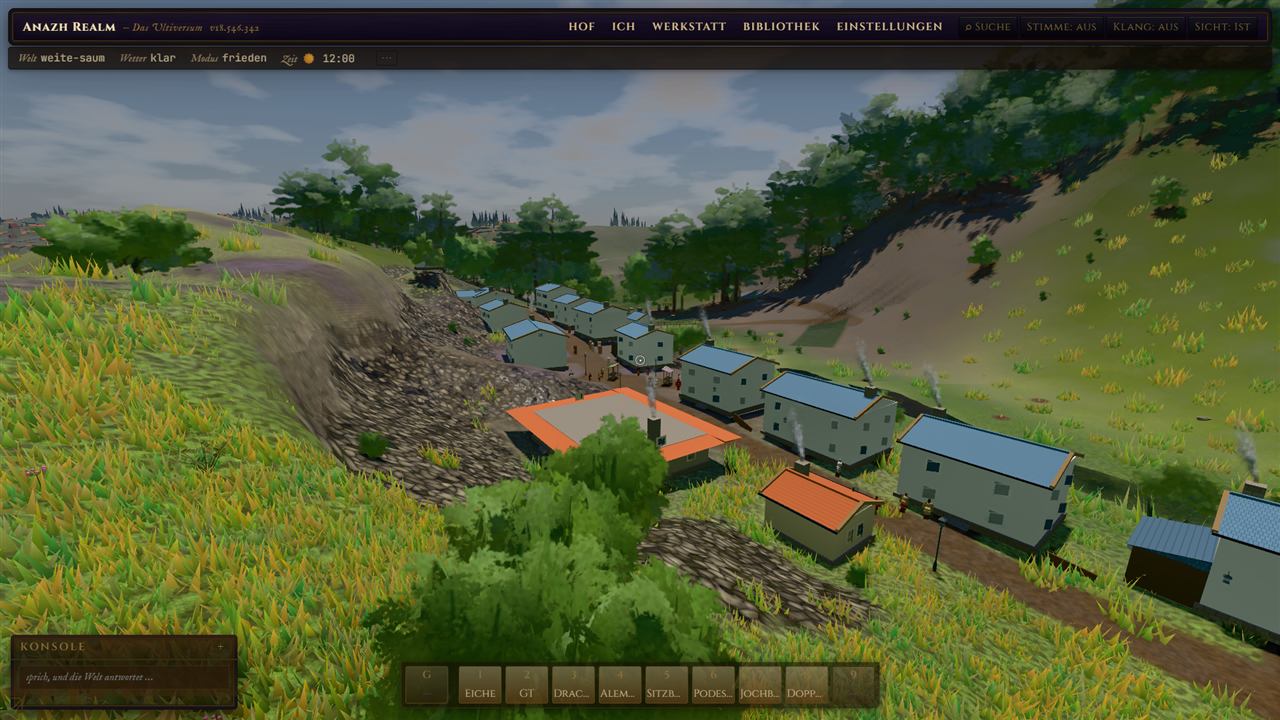 ANAZH REALM – Das Ultiversum v18.546.342
HOF ICH WERKSTATT BIBLIOTHEK EINSTELLUNGEN
SUCHE STIMME: AUS KLANG: AUS SICHT: IST
Welt weite-saum Wetter klar Modus frieden Zeit 12:00 ...
KONSOLE +
sprich, und die Welt antwortet ...
G 1 2 3 4 5 6 7 8 9
EICHE GT DRAC... ALEM... SITZB... PODES... JOCHB... DOPP...